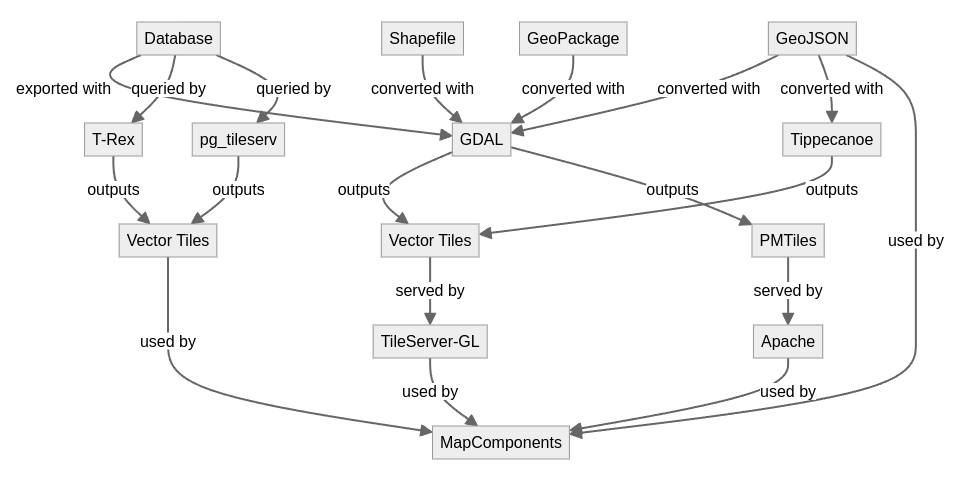 Database
Shapefile
GeoPackage
GeoJSON
exported with
queried by
queried by
converted with
converted with
converted with
converted with
T-Rex
pg_tileserv
GDAL
Tippecanoe
outputs
outputs
outputs
outputs
outputs
Vector Tiles
Vector Tiles
PMTiles
used by
served by
served by
used by
TileServer-GL
Apache
used by
used by
MapComponents